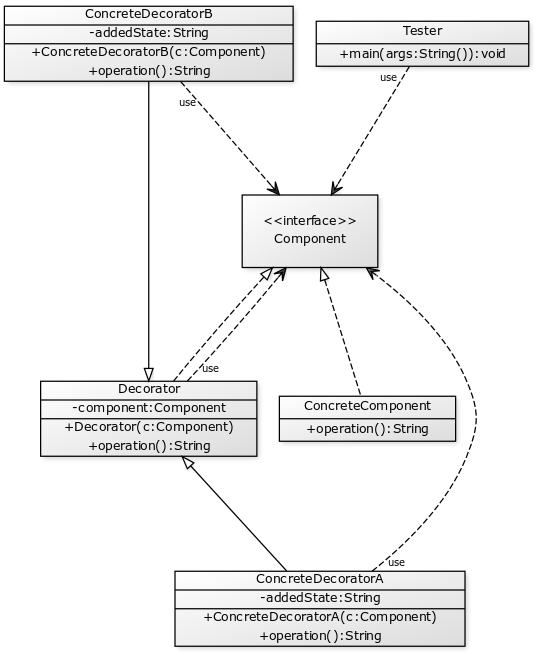 ConcreteDecoratorB
-addedState:String
+ConcreteDecoratorB(c:Component)
+operation():String
Tester
+main(args:String()):void
use
use
<<interface>>
Component
use
Decorator
-component:Component
+Decorator(c:Component)
+operation():String
ConcreteComponent
+operation():String
use
ConcreteDecoratorA
-addedState:String
+ConcreteDecoratorA(c:Component)
+operation():String